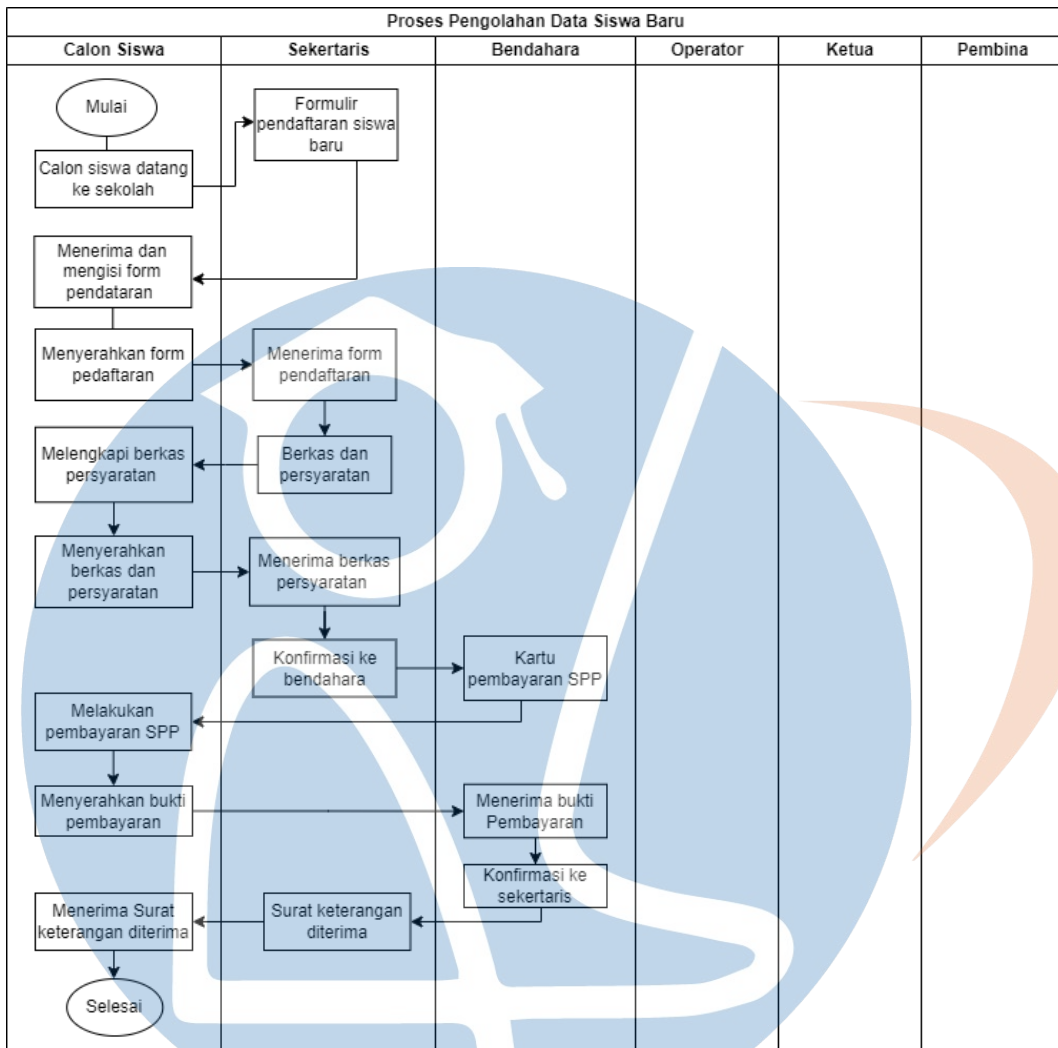 Proses Pengolahan Data Siswa Baru
Calon Siswa
Sekertaris
Bendahara
Operator
Ketua
Pembina
Mulai
Formulir
pendaftaran siswa
baru
Calon siswa datang
ke sekolah
Menerima dan
mengisi form
pendataran
Menyerahkan form
pedaftaran
Menerima form
pendaftaran
Melengkapi berkas
persyaratan
Berkas dan
persyaratan
Menyerahkan
berkas dan
persyaratan
Menerima berkas
persyaratan
Konfirmasi ke
bendahara
Kartu
pembayaran SPP
Melakukan
pembayaran SPP
Menyerahkan bukti
pembayaran
Menerima bukti
Pembayaran
Konfirmasi ke
sekertaris
Menerima Surat
keterangan diterima
Surat keterangan
diterima
Selesai